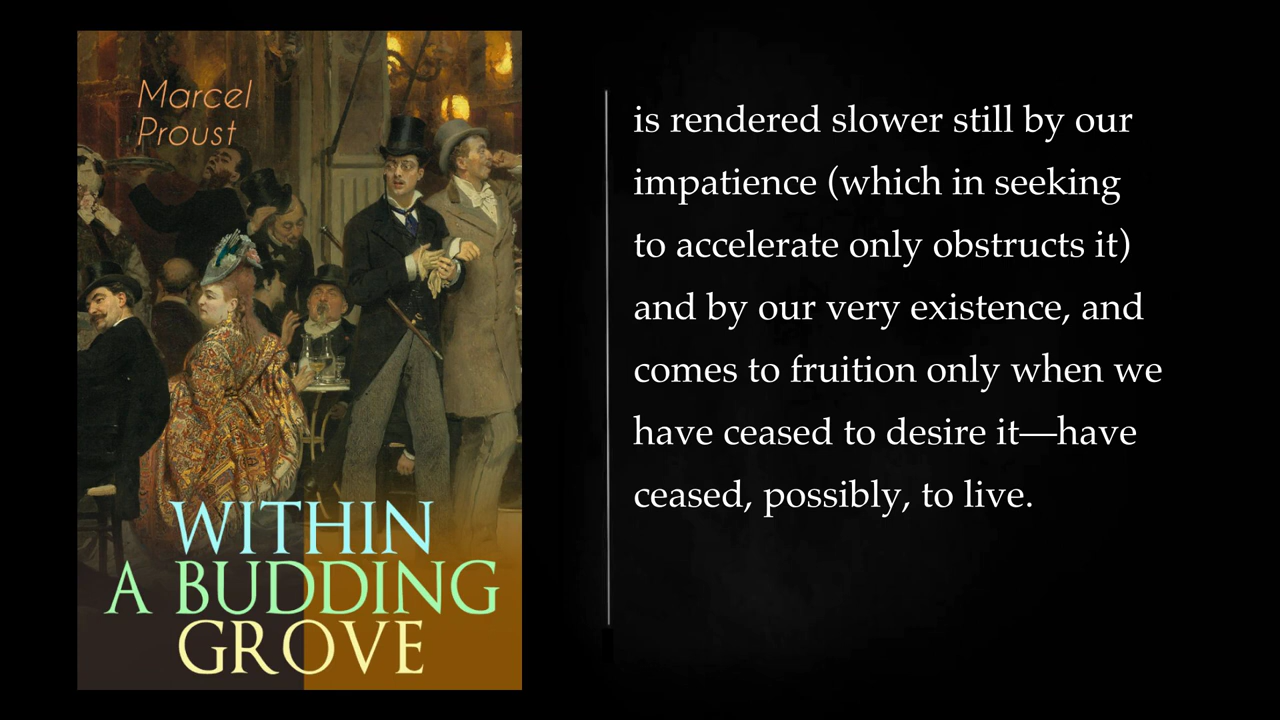 Marcel
Proust
WITHIN
A BUDDING
GROVE
is rendered slower still by our
impatience (which in seeking
to accelerate only obstructs it)
and by our very existence, and
comes to fruition only when we
have ceased to desire it—have
ceased, possibly, to live.